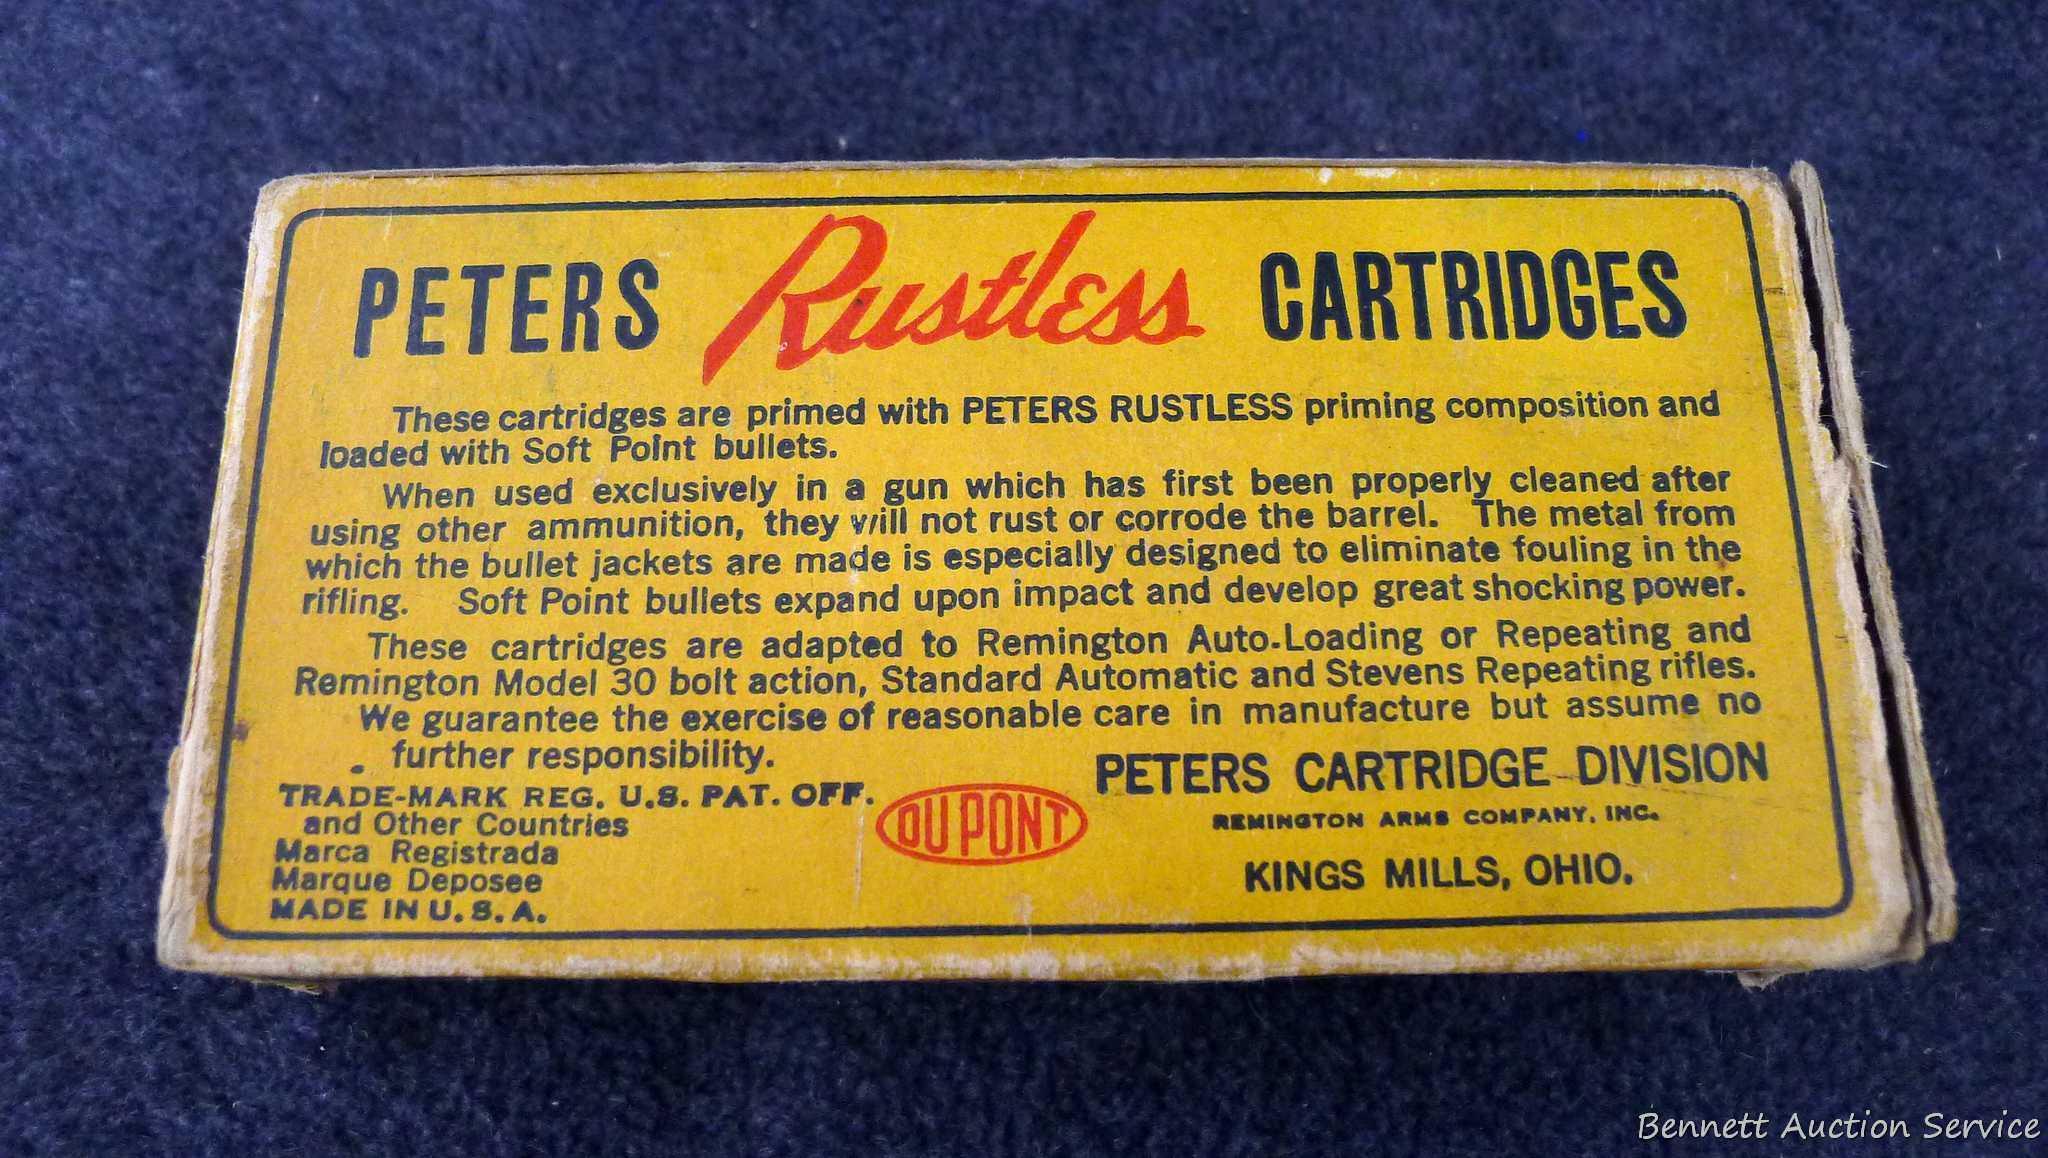 PETERS Rustless CARTRIDGES
These cartridges are primed with PETERS RUSTLESS priming composition and
loaded with Soft Point bullets.
When used exclusively in a gun which has first been properly cleaned after
using other ammunition, they will not rust or corrode the barrel. The metal from
which the bullet jackets are made is especially designed to eliminate fouling in the
rifling. Soft Point bullets expand upon impact and develop great shocking power.
These cartridges are adapted to Remington Auto-Loading or Repeating and
Remington Model 30 bolt action, Standard Automatic and Stevens Repeating rifles.
We guarantee the exercise of reasonable care in manufacture but assume no
further responsibility.
TRADE-MARK REG. U.S. PAT. OFF.
and Other Countries
Marca Registrada
Marque Deposee
MADE IN U.S.A.
DU PONT
PETERS CARTRIDGE DIVISION
REMINGTON ARMS COMPANY, INC.
KINGS MILLS, OHIO.
Bennett Auction Service